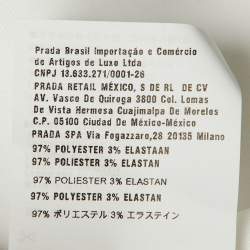 Prada Brasil Importação e Comércio
de Artigos de Luxo Ltda
CNPJ 13.633.271/0001-26
PRADA RETAIL MÉXICO, S DE RL DE CV
AV. Vasco De Quiroga 3800 Col. Lomas
De Vista Hermosa Cuajimalpa De Morelos
C.P. 05100 Ciudad De México-México
PRADA SPA Via Fogazzaro,28 20135 Milano
97% POLYESTER 3% ELASTAAN
97% POLIESTER 3% ELASTAN
97% POLIESTER 3% ELASTAN
97% POLYESTER 3% ELASTAN
97% ポリエステル 3% エラステイン